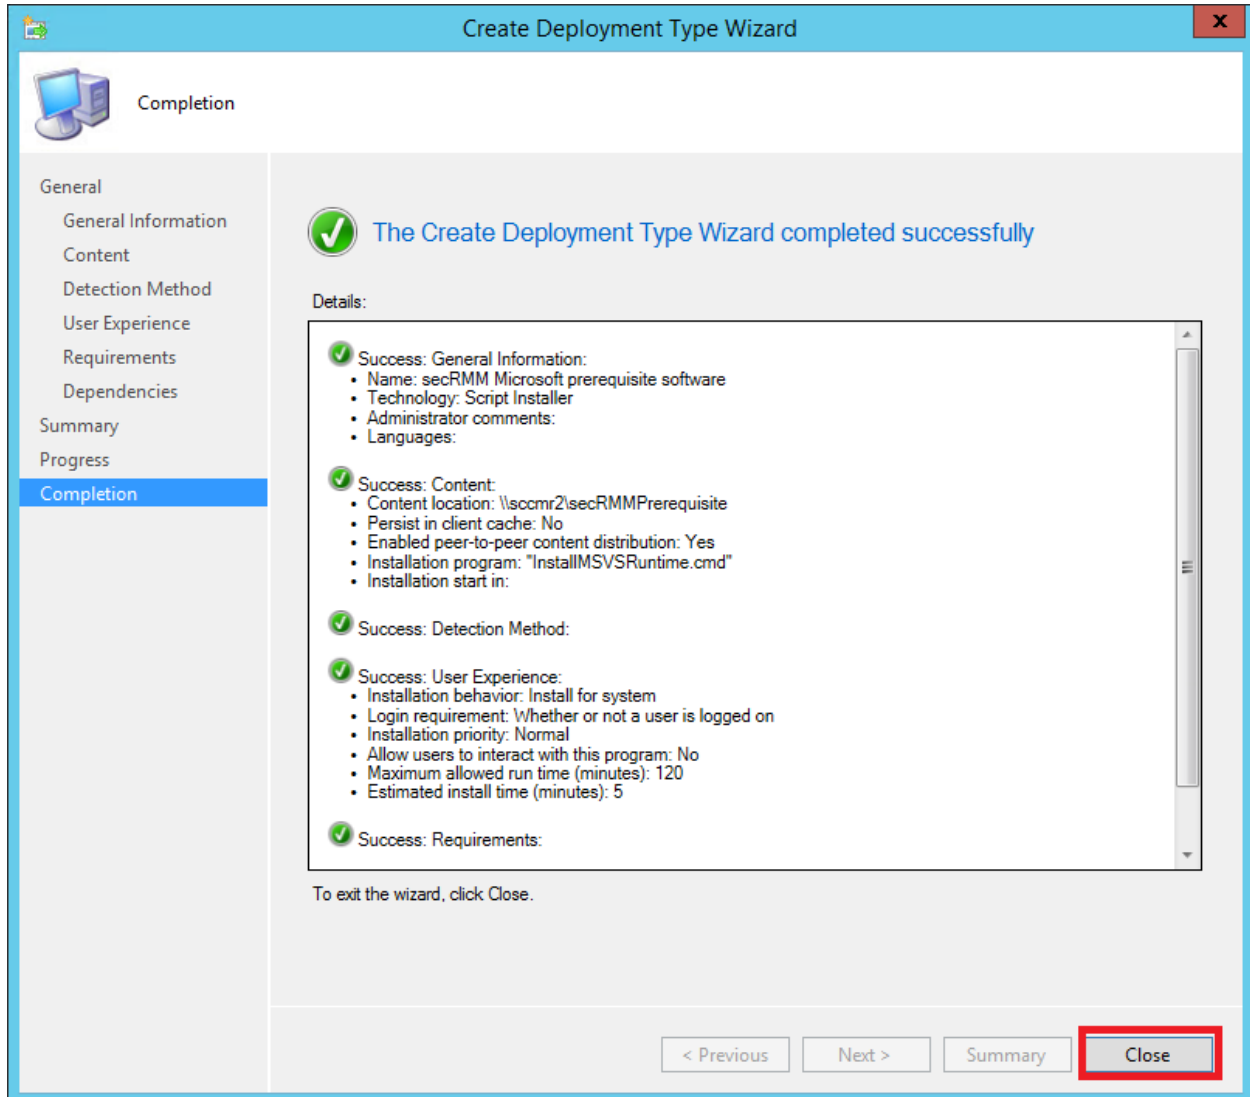 Create Deployment Type Wizard
x
Completion
General
General Information
Content
Detection Method
User Experience
Requirements
Dependencies
Summary
Progress
Completion
The Create Deployment Type Wizard completed successfully
Details:
Success: General Information:
• Name: secRMM Microsoft prerequisite software
• Technology: Script Installer
• Administrator comments:
• Languages:
Success: Content:
• Content location: \\sccmr2\secRMMPrerequisite
• Persist in client cache: No
• Enabled peer-to-peer content distribution: Yes
• Installation program: "InstallMSVSRuntime.cmd"
• Installation start in:
Success: Detection Method:
Success: User Experience:
• Installation behavior: Install for system
• Login requirement: Whether or not a user is logged on
• Installation priority: Normal
• Allow users to interact with this program: No
• Maximum allowed run time (minutes): 120
• Estimated install time (minutes): 5
Success: Requirements:
To exit the wizard, click Close.
< Previous
Next >
Summary
Close